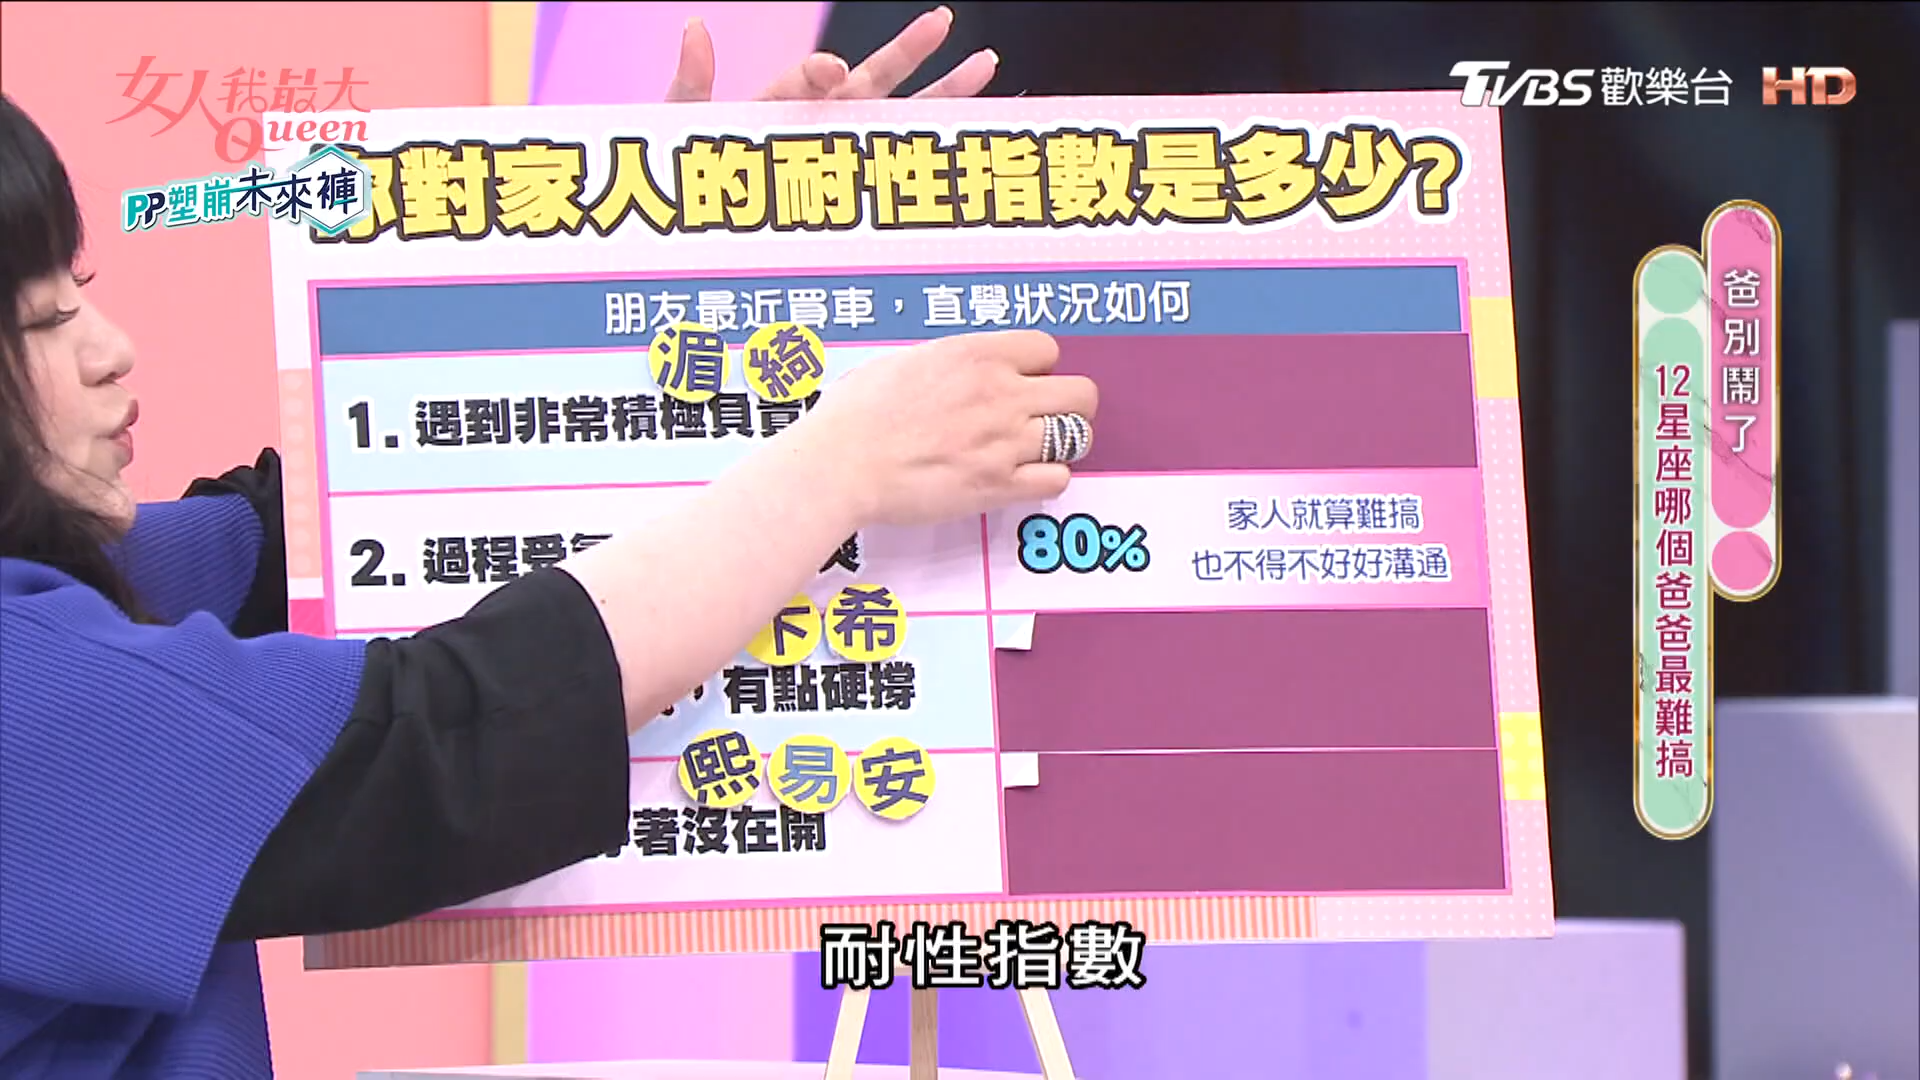 女人我最大
Queen
PP塑崩未來褲
TVBS歡樂台 HD
你對家人的耐性指數是多少?
朋友最近買車，直覺狀況如何
湄 綺
1. 遇到非常積極負責
2. 過程受氣
80%
家人就算難搞
也不得不好好溝通
卞 希
，有點硬撐
熙 易 安
著沒在開
爸別鬧了
12星座哪個爸爸最難搞
耐性指數